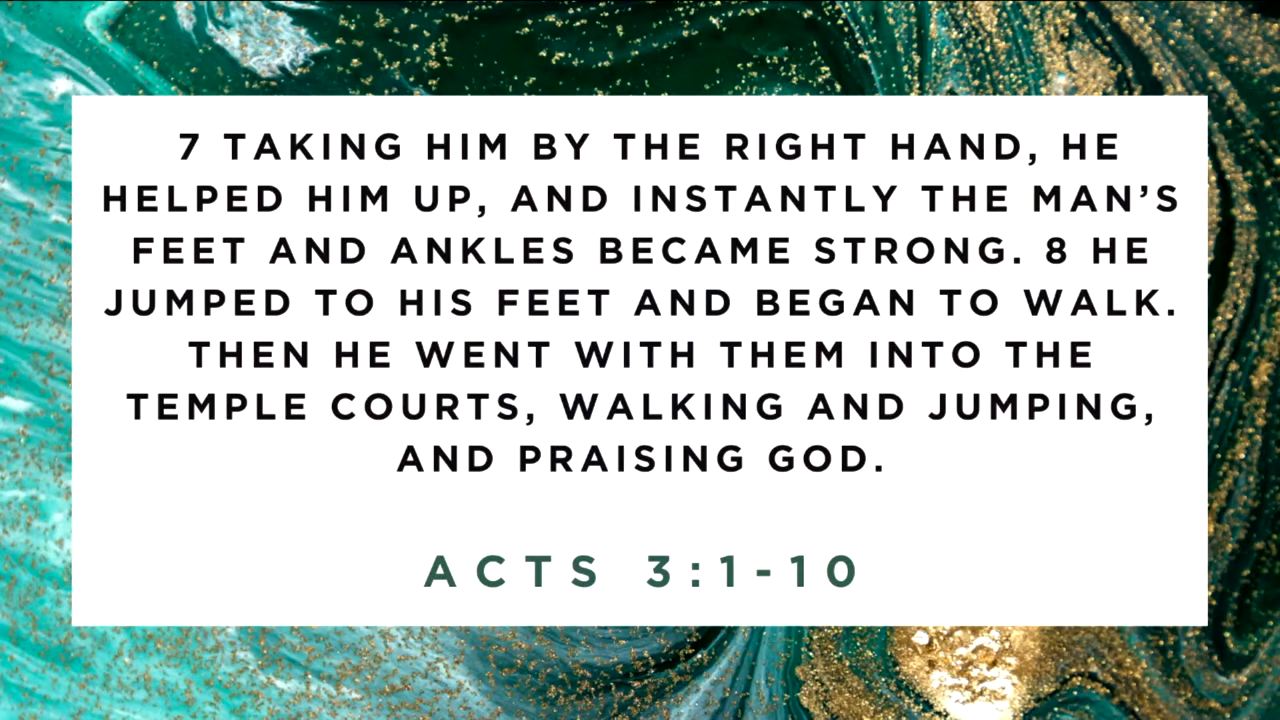 7 TAKING HIM BY THE RIGHT HAND, HE
HELPED HIM UP, AND INSTANTLY THE MAN’S
FEET AND ANKLES BECAME STRONG. 8 HE
JUMPED TO HIS FEET AND BEGAN TO WALK.
THEN HE WENT WITH THEM INTO THE
TEMPLE COURTS, WALKING AND JUMPING,
AND PRAISING GOD.
ACTS 3:1-10